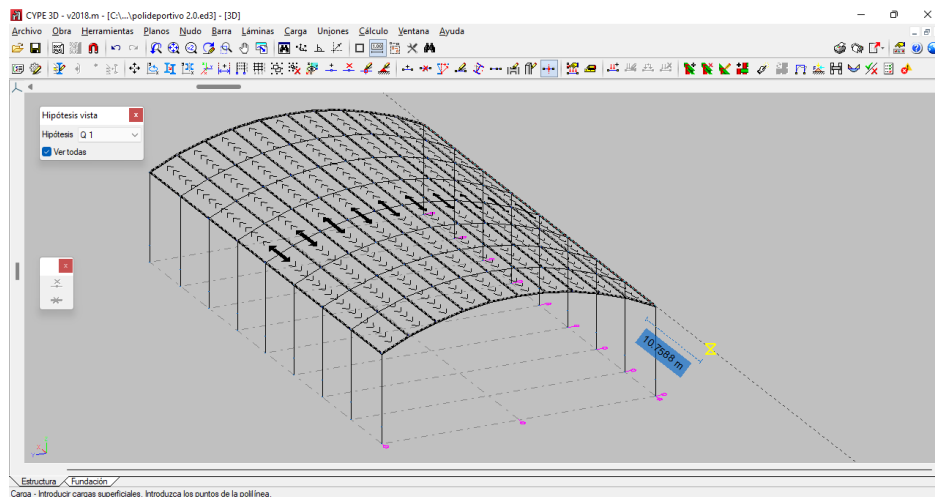 CYPE 3D - v2018.m - [C:\...\polideportivo 2.0.ed3] - [3D]
Archivo Obra Herramientas Planos Nudo Barra Láminas Carga Uniones Cálculo Ventana Ayuda
Hipótesis vista
Hipótesis Q 1
Ver todas
10.7588 m
Estructura Fundación
Carga - Introducir cargas superficiales. Introduzca los puntos de la polilínea.